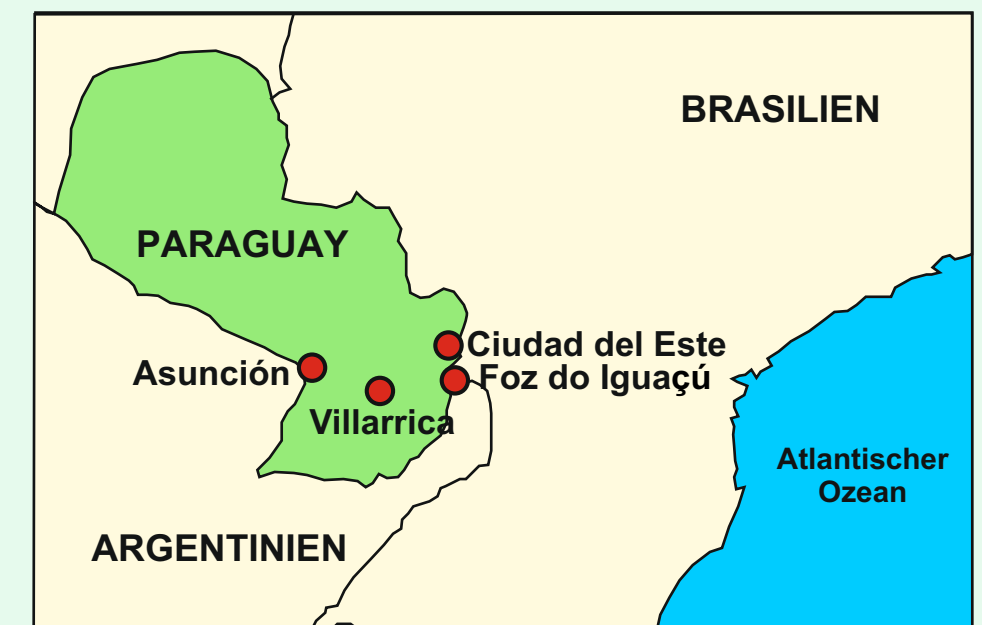 BRASILIEN
PARAGUAY
Ciudad del Este
Asunción
Foz do Iguaçú
Villarrica
Atlantischer
Ozean
ARGENTINIEN